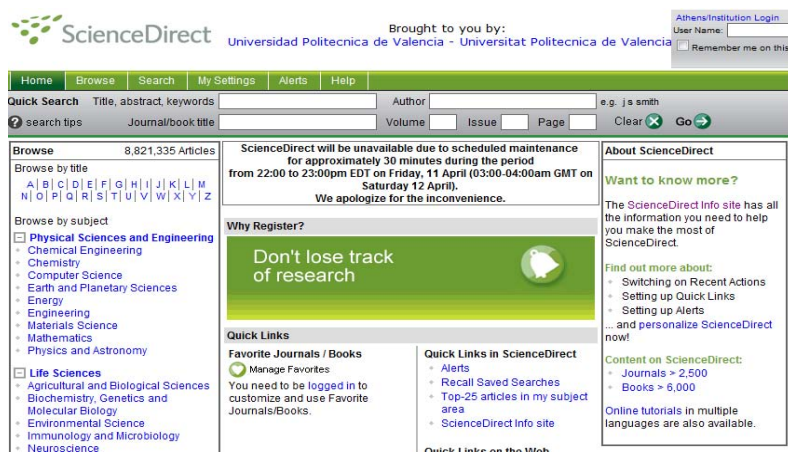 ScienceDirect
Brought to you by:
Universidad Politecnica de Valencia - Universitat Politecnica de Valencia
Athens/Institution Login
User Name:
Remember me on this
Home Browse Search My Settings Alerts Help
Quick Search Title, abstract, keywords Author e.g. j s smith
? search tips Journal/book title Volume Issue Page Clear Go
Browse 8,821,335 Articles
Browse by title
A| B| C| D| E| F| G| H| I| J| K| L| M
N| O| P| Q| R| S| T| U| V| W| X| Y| Z
Browse by subject
Physical Sciences and Engineering
Chemical Engineering
Chemistry
Computer Science
Earth and Planetary Sciences
Energy
Engineering
Materials Science
Mathematics
Physics and Astronomy
Life Sciences
Agricultural and Biological Sciences
Biochemistry, Genetics and
Molecular Biology
Environmental Science
Immunology and Microbiology
Neuroscience
ScienceDirect will be unavailable due to scheduled maintenance
for approximately 30 minutes during the period
from 22:00 to 23:00pm EDT on Friday, 11 April (03:00-04:00am GMT on
Saturday 12 April).
We apologize for the inconvenience.
Why Register?
Don't lose track
of research
Quick Links
Favorite Journals / Books
Manage Favorites
You need to be logged in to
customize and use Favorite
Journals/Books.
Quick Links in ScienceDirect
Alerts
Recall Saved Searches
Top-25 articles in my subject
area
ScienceDirect Info site
Quick Links on the Web
About ScienceDirect
Want to know more?
The ScienceDirect Info site has all
the information you need to help
you make the most of
ScienceDirect.
Find out more about:
Switching on Recent Actions
Setting up Quick Links
Setting up Alerts
... and personalize ScienceDirect
now!
Content on ScienceDirect:
Journals > 2,500
Books > 6,000
Online tutorials in multiple
languages are also available.